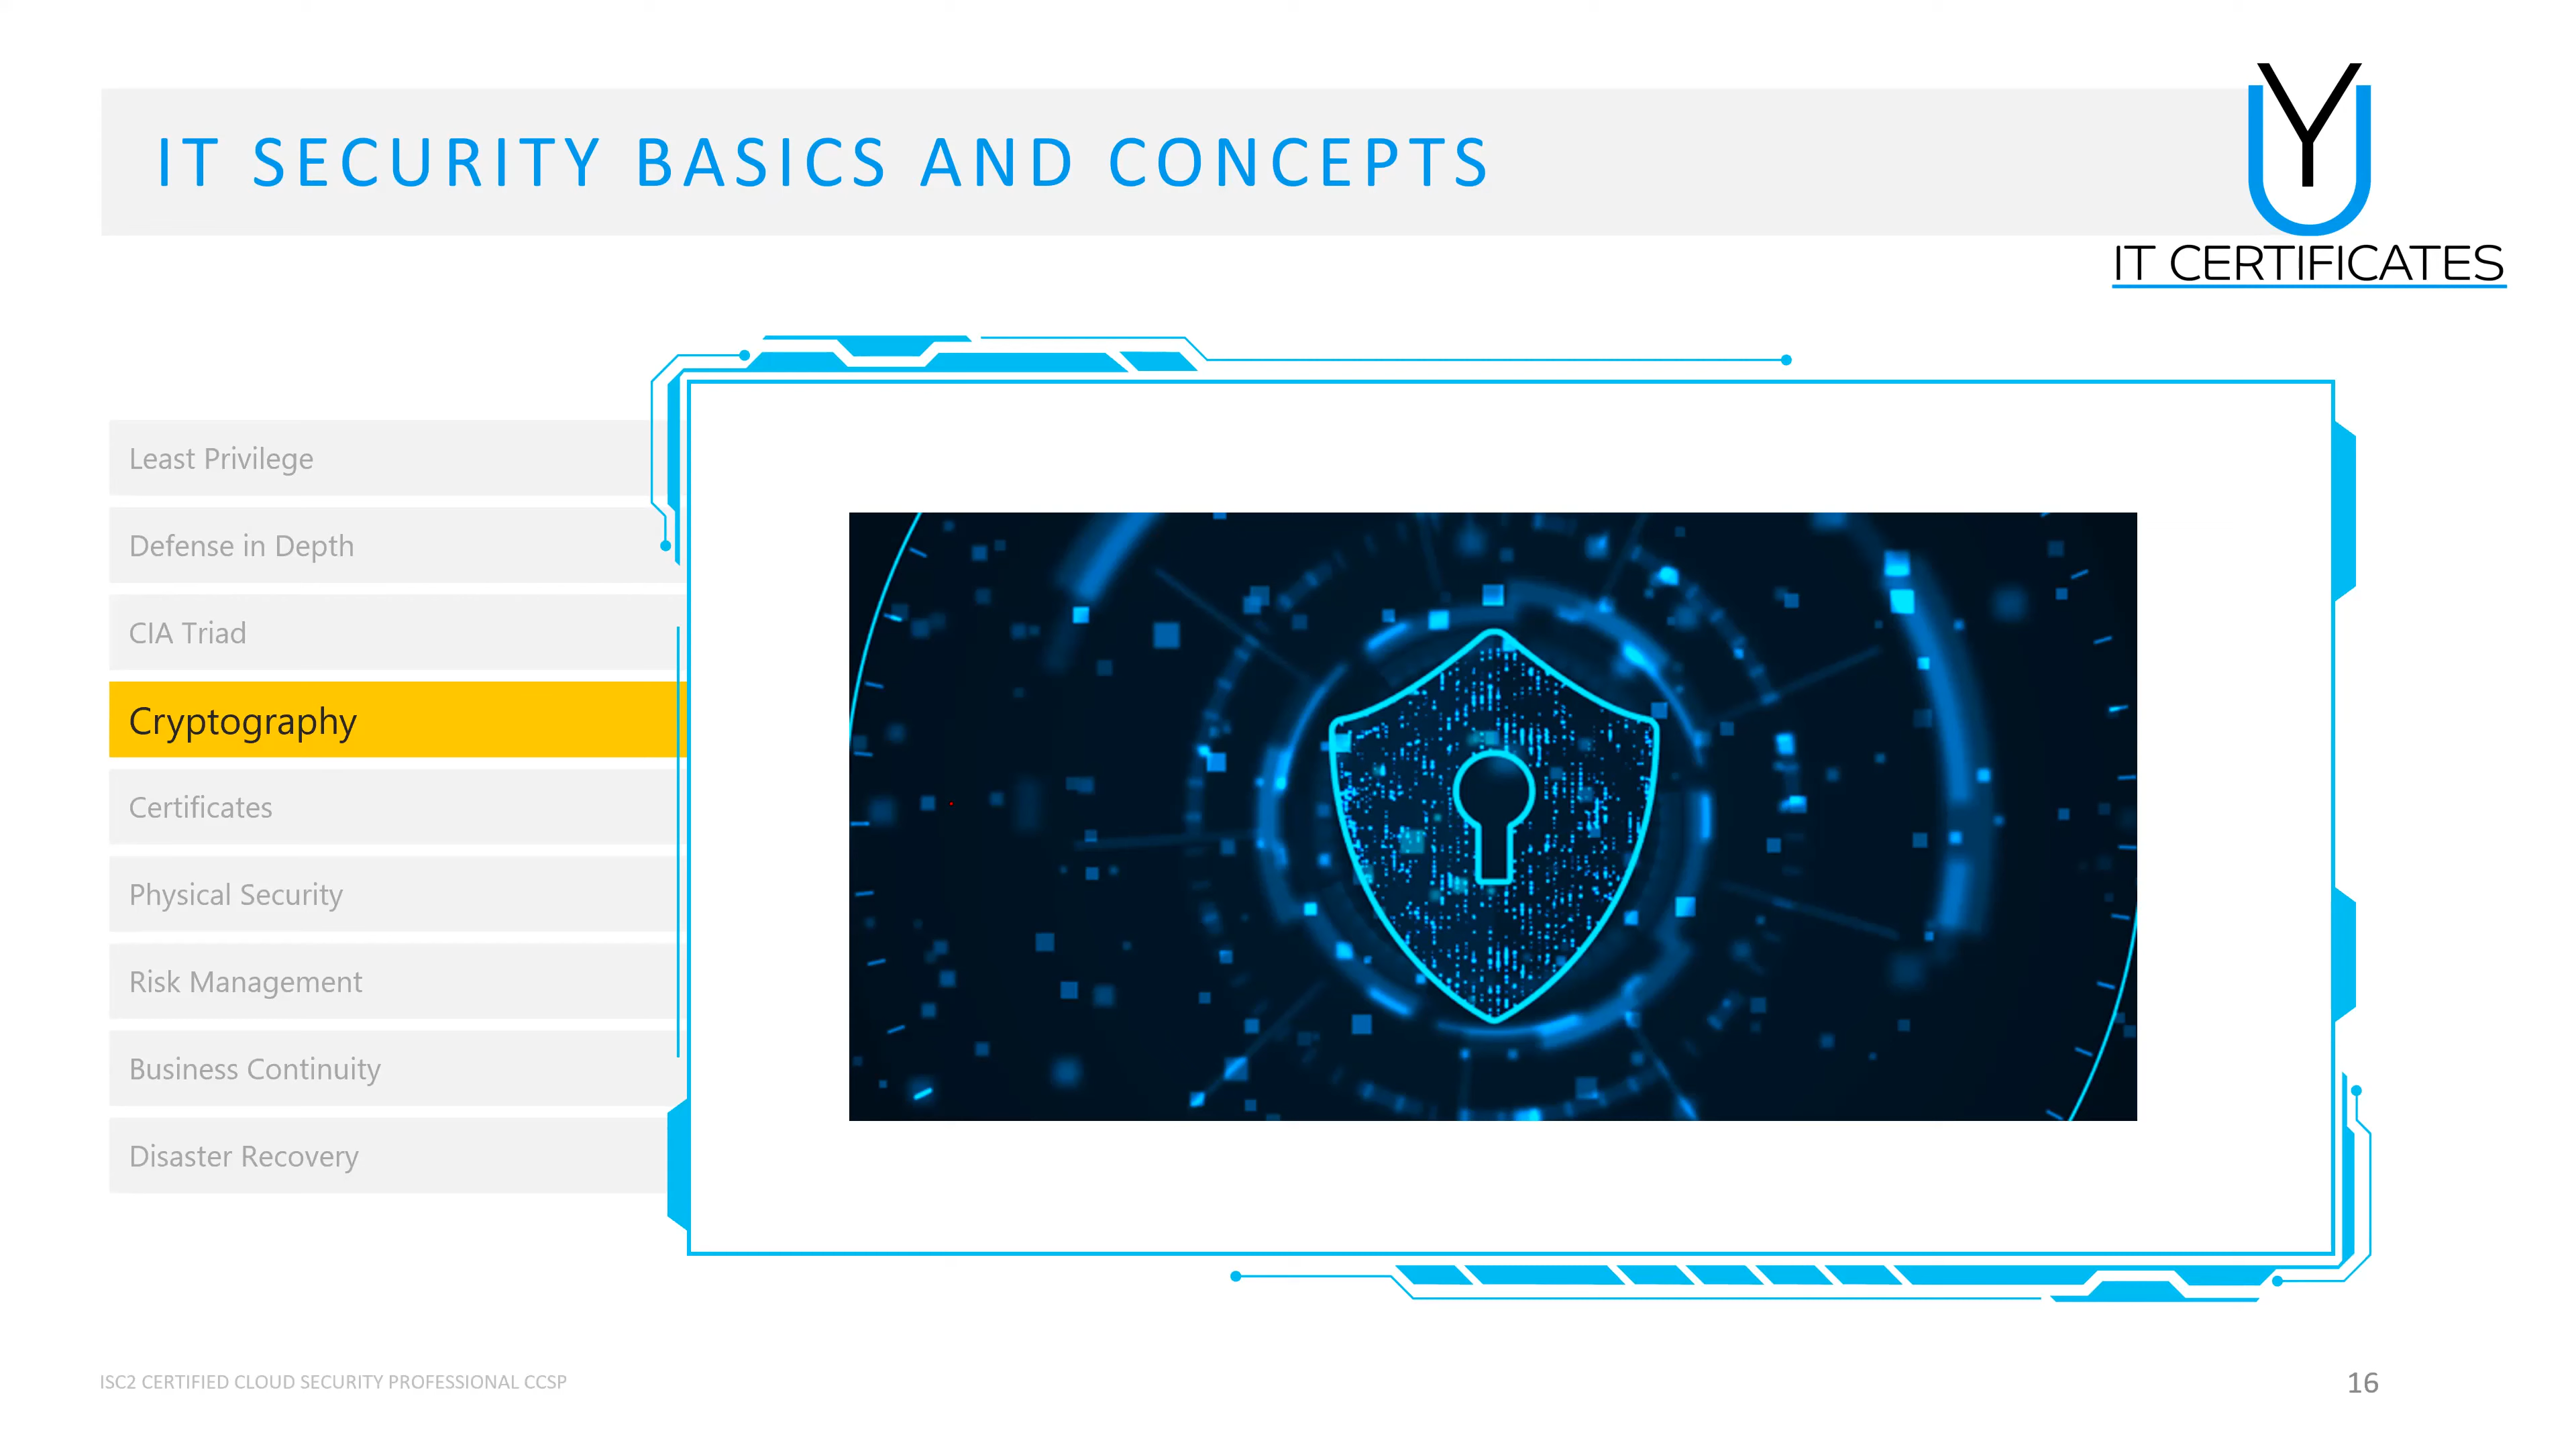 IT SECURITY BASICS AND CONCEPTS
YU
IT CERTIFICATES
Least Privilege
Defense in Depth
CIA Triad
Cryptography
Certificates
Physical Security
Risk Management
Business Continuity
Disaster Recovery
ISC2 CERTIFIED CLOUD SECURITY PROFESSIONAL CCSP
16